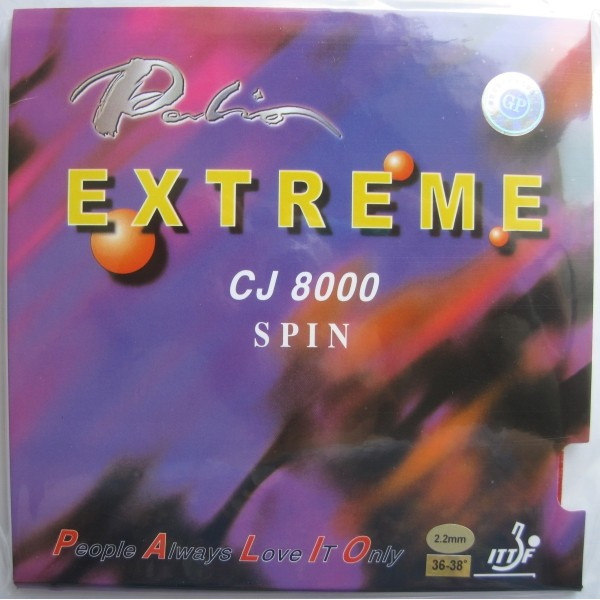 Palio
GP
EXTREME
CJ 8000
SPIN
People Always Love IT Only
2.2mm
36-38°
ITTF